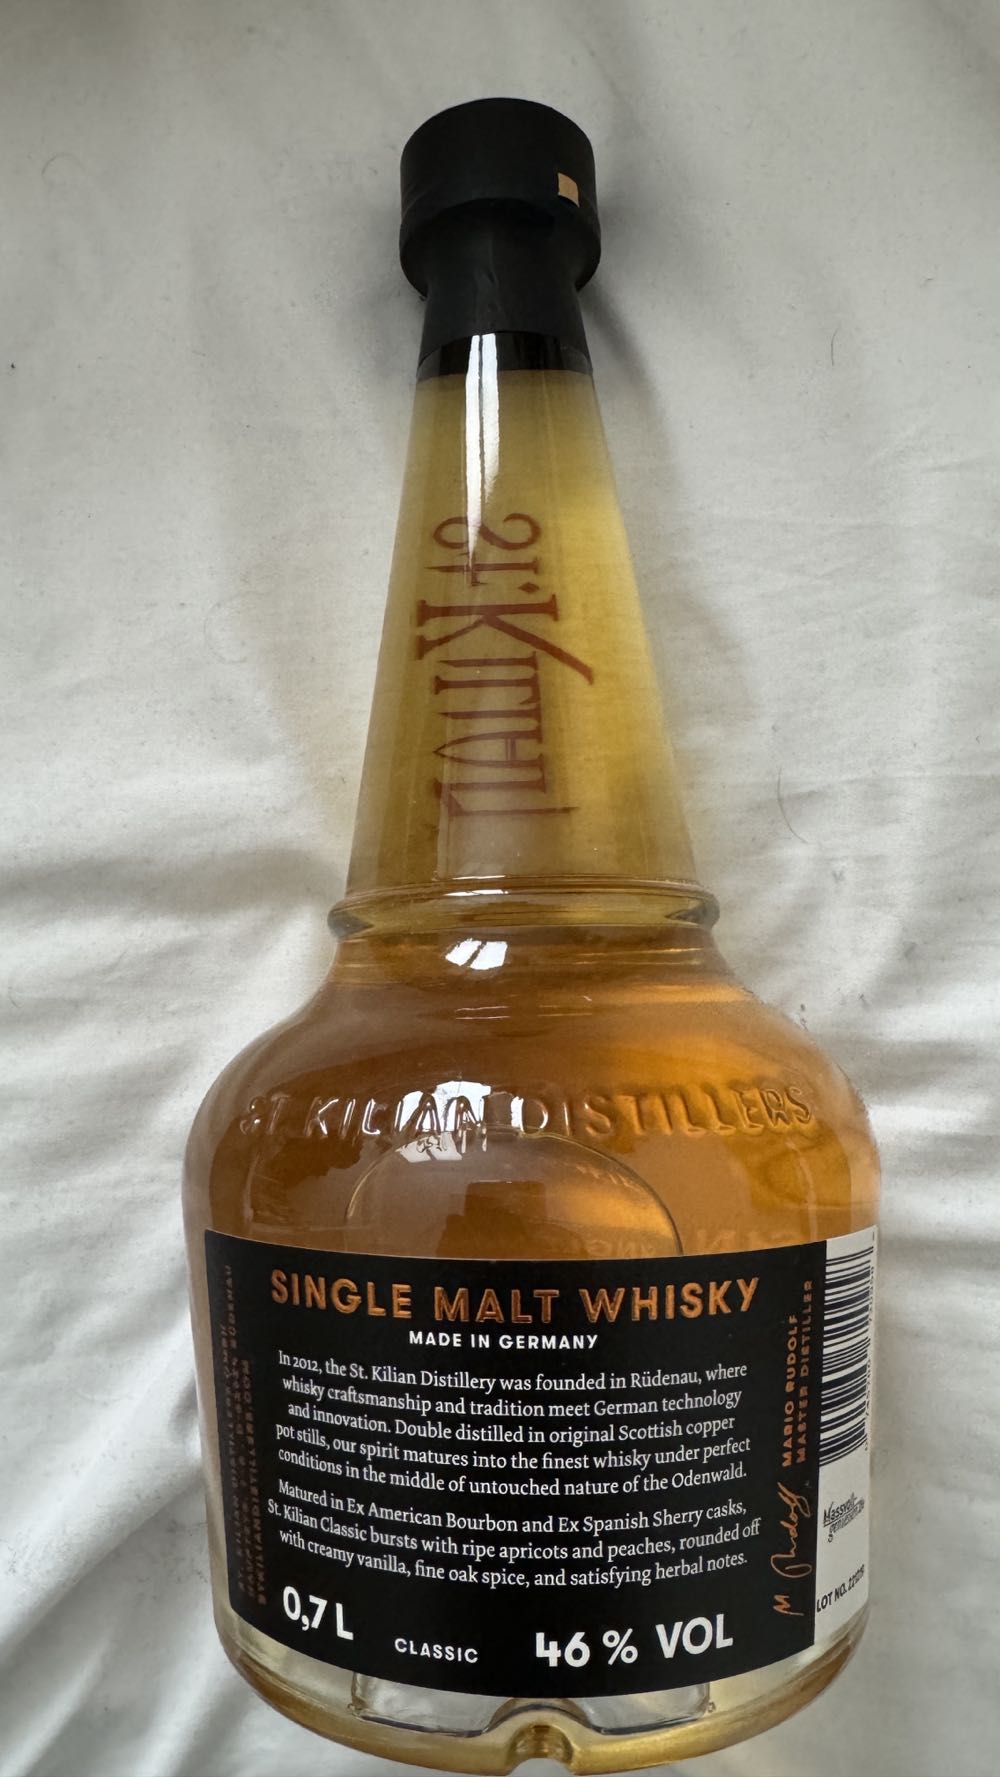 St. Kilian
ST. KILIAN DISTILLERS
SINGLE MALT WHISKY
MADE IN GERMANY
In 2012, the St. Kilian Distillery was founded in Rüdenau, where
whisky craftsmanship and tradition meet German technology
and innovation. Double distilled in original Scottish copper
pot stills, our spirit matures into the finest whisky under perfect
conditions in the middle of untouched nature of the Odenwald.
Matured in Ex American Bourbon and Ex Spanish Sherry casks,
St. Kilian Classic bursts with ripe apricots and peaches, rounded off
with creamy vanilla, fine oak spice, and satisfying herbal notes.
0,7 L
CLASSIC
46 % VOL
MARIO RUDOLF
MASTER DISTILLER
STKILIANDISTILLERS.COM
Massvoll
LOT NO.